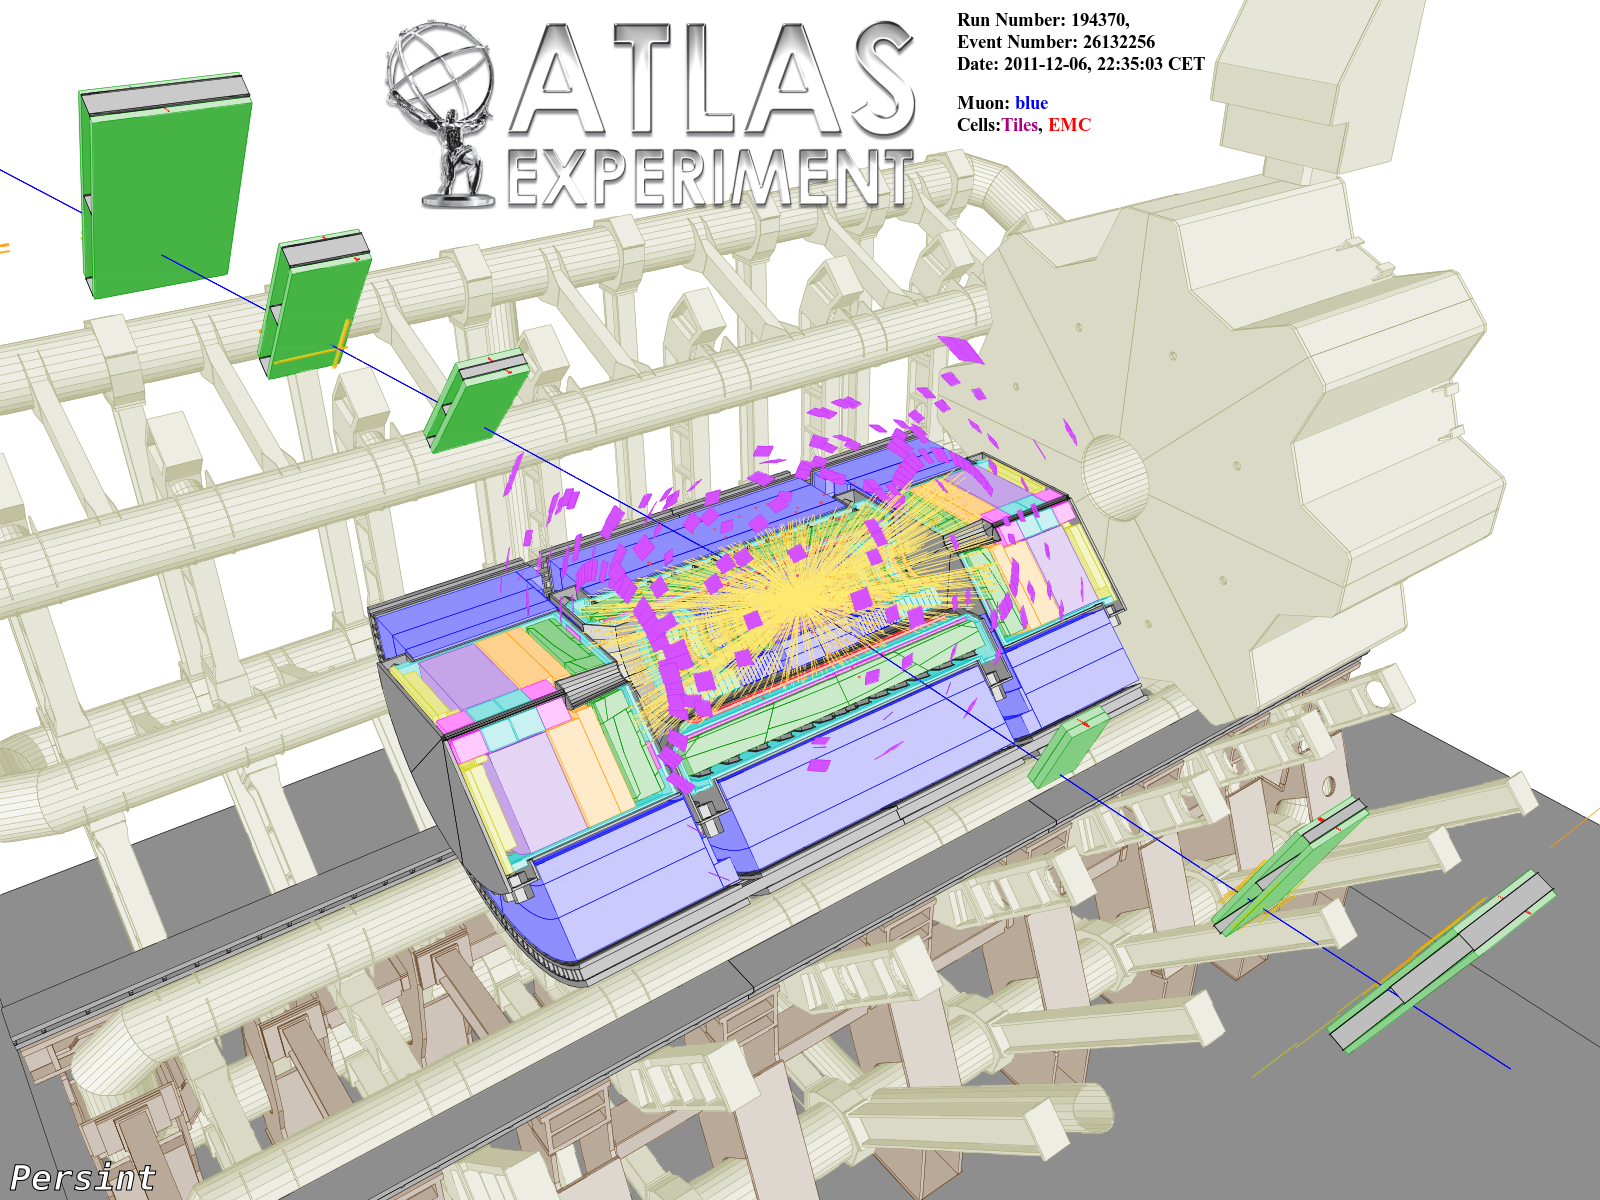 ATLAS
EXPERIMENT
Run Number: 194370,
Event Number: 26132256
Date: 2011-12-06, 22:35:03 CET
Muon: blue
Cells:Tiles, EMC
Persint